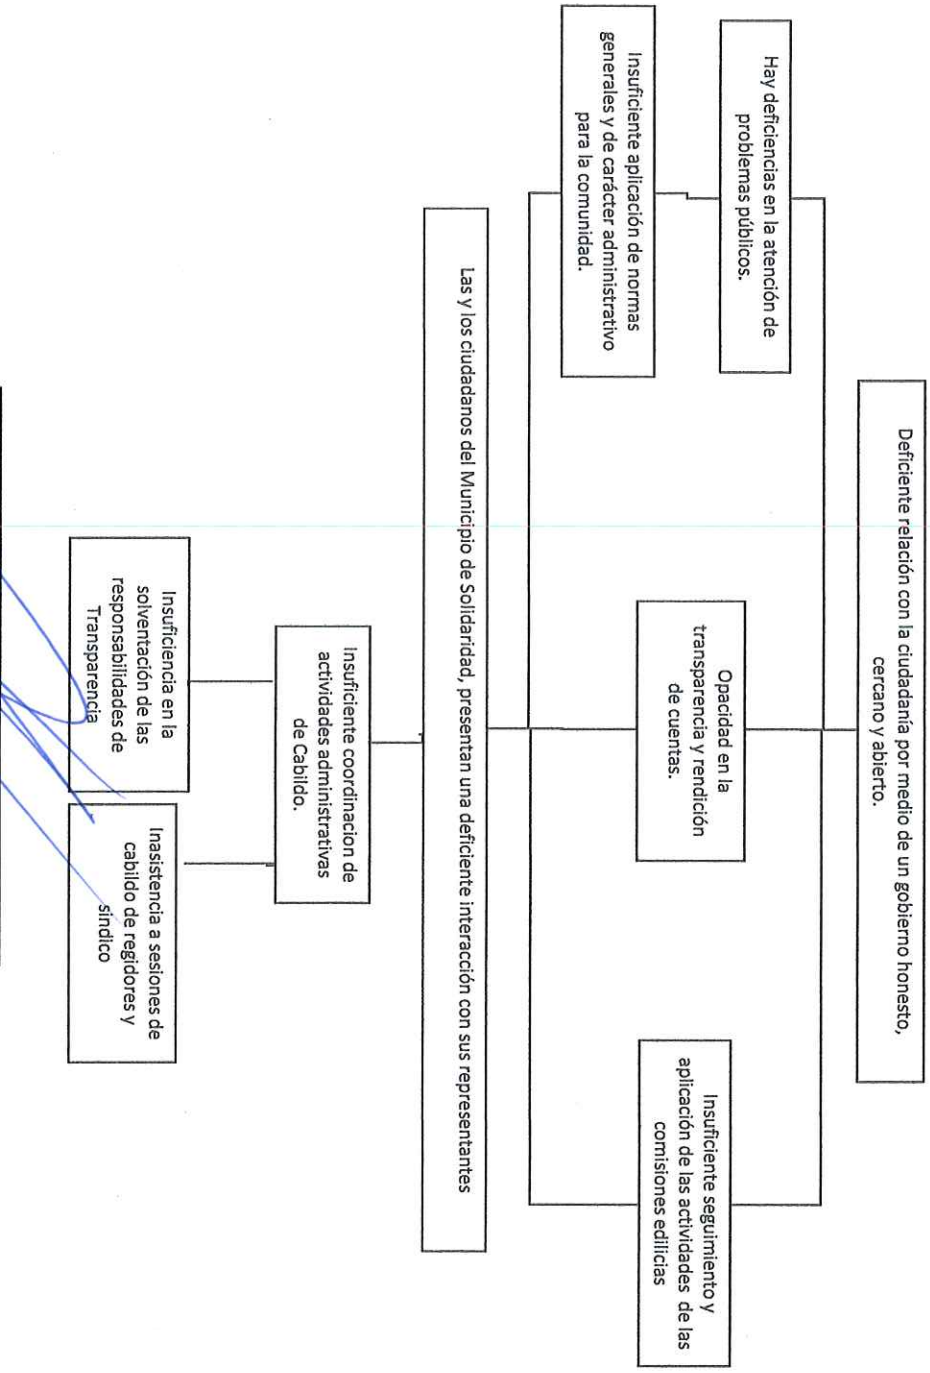 Deficiente relación con la ciudadanía por medio de un gobierno honesto,
cercano y abierto.
Hay deficiencias en la atención de
problemas públicos.
Insuficiente aplicación de normas
generales y de carácter administrativo
para la comunidad.
Opacidad en la
transparencia y rendición
de cuentas.
Insuficiente seguimiento y
aplicación de las actividades de las
comisiones edilicias
Las y los ciudadanos del Municipio de Solidaridad, presentan una deficiente interacción con sus representantes
Insuficiente coordinacion de
actividades administrativas
de Cabildo.
Insuficiencia en la
solventación de las
responsabilidades de
Transparencia
Inasistencia a sesiones de
cabildo de regidores y
sindico